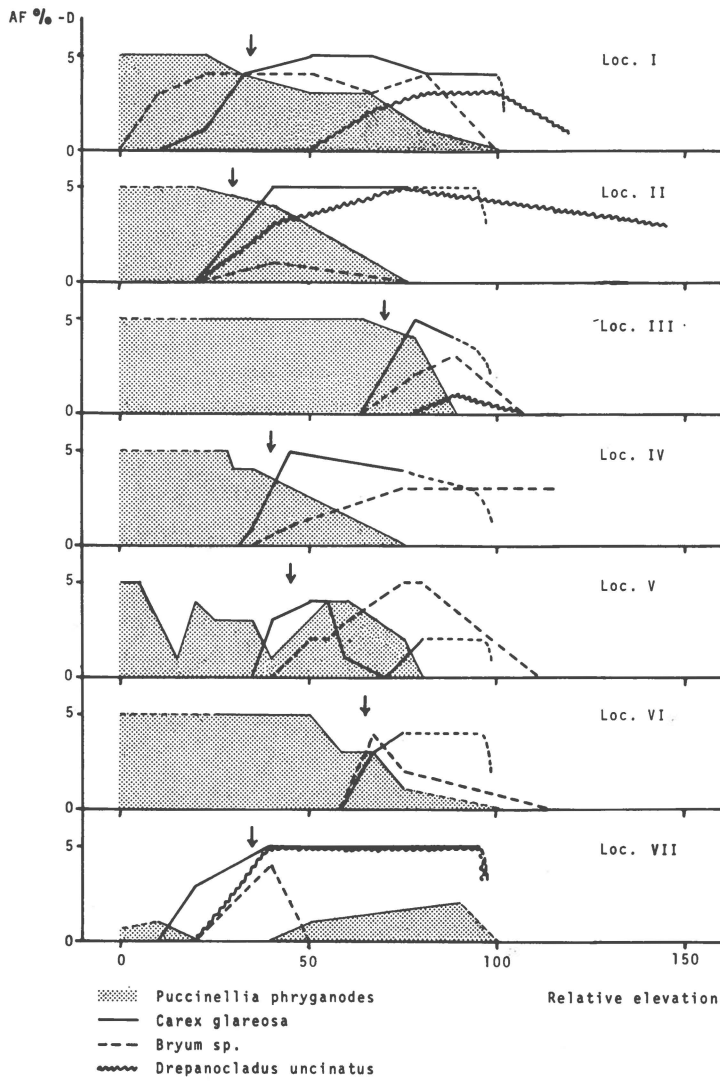 AF % -D
5
0
Loc. I
5
0
Loc. II
5
0
Loc. III
5
0
Loc. IV
5
0
Loc. V
5
0
Loc. VI
5
0
Loc. VII
0 50 100 150
Puccinellia phryganodes
Relative elevation
Carex glareosa
Bryum sp.
Drepanocladus uncinatus